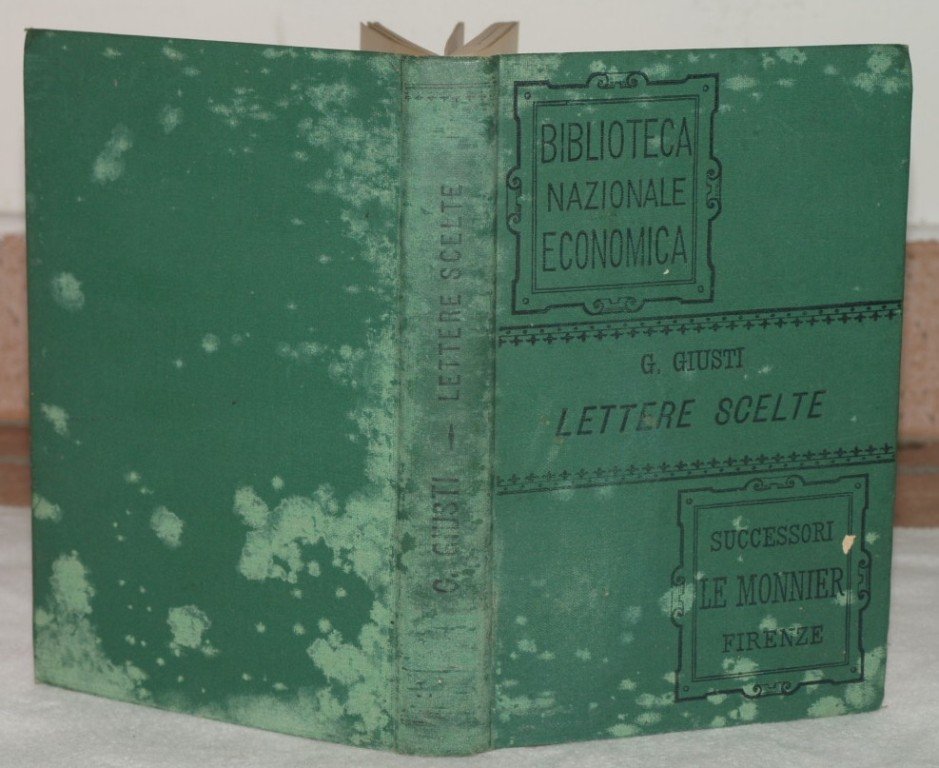 G. GIUSTI — LETTERE SCELTE
BIBLIOTECA
NAZIONALE
ECONOMICA
G. GIUSTI
LETTERE SCELTE
SUCCESSORI
LE MONNIER
FIRENZE